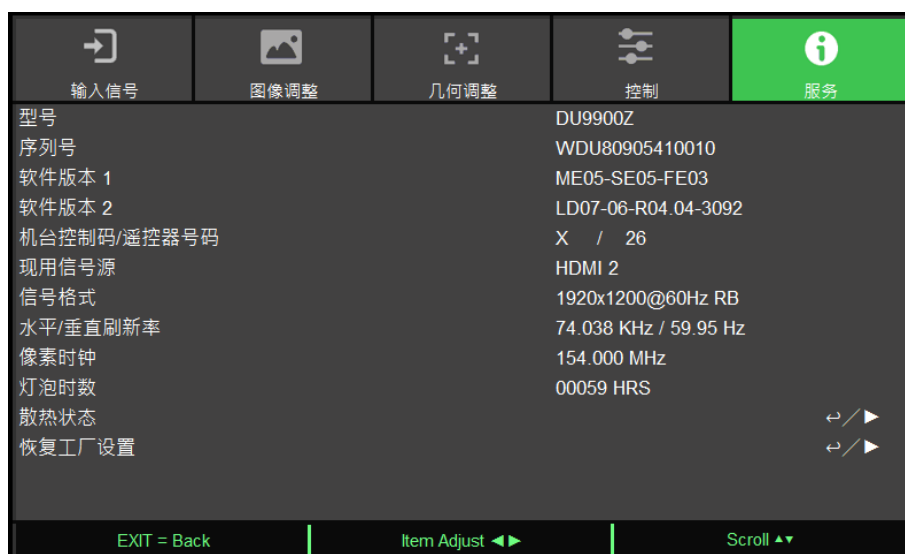 输入信号 图像调整 几何调整 控制 服务
型号 DU9900Z
序列号 WDU80905410010
软件版本 1 ME05-SE05-FE03
软件版本 2 LD07-06-R04.04-3092
机台控制码/遥控器号码 X / 26
现用信号源 HDMI 2
信号格式 1920x1200@60Hz RB
水平/垂直刷新率 74.038 KHz / 59.95 Hz
像素时钟 154.000 MHz
灯泡时数 00059 HRS
散热状态 ↩/▶
恢复工厂设置 ↩/▶
EXIT = Back Item Adjust ◀▶ Scroll ▲▼